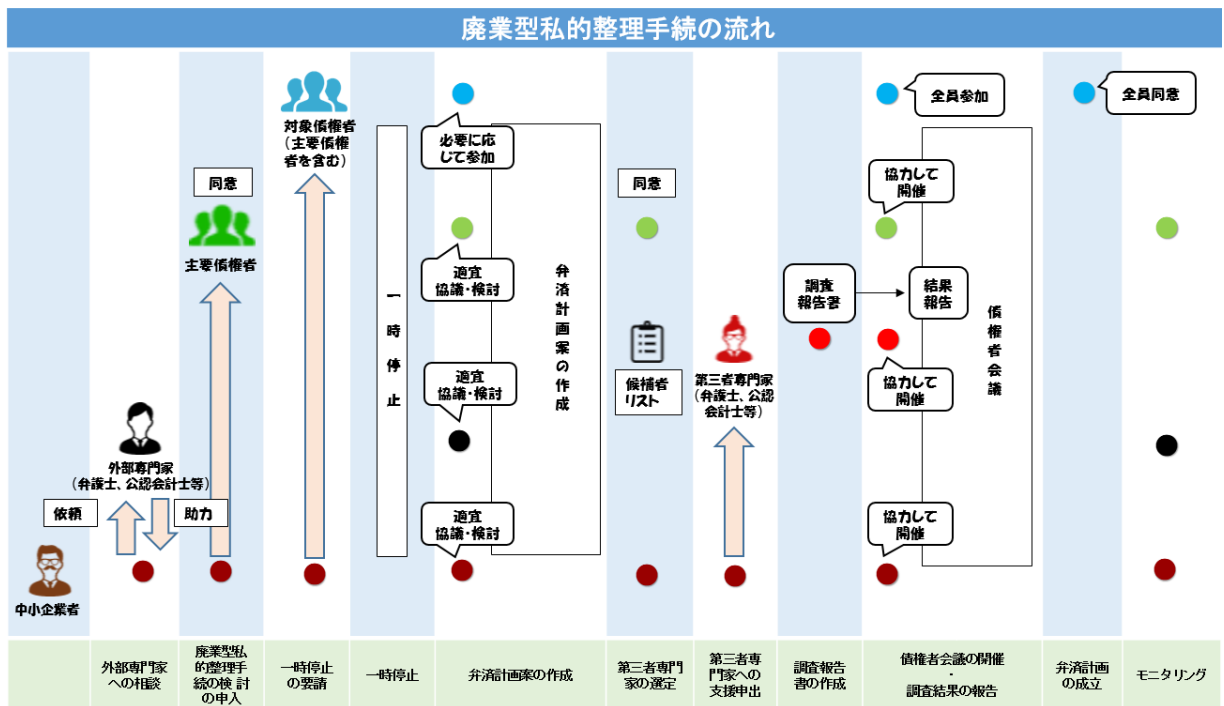 廃業型私的整理手続の流れ
対象債権者
(主要債権
者を含む)
同意
主要債権者
外部専門家
(弁護士、公認会計士等)
依頼
助力
中小企業者
一時停止
必要に応
じて参加
適宜
協議・検討
適宜
協議・検討
適宜
協議・検討
弁済計画案の作成
同意
候補者
リスト
第三者専門家
(弁護士、公認
会計士等)
調査
報告書
全員参加
協力して
開催
結果
報告
協力して
開催
協力して
開催
債権者会議
全員同意
外部専門家
への相談
廃業型私
的整理手
続の検 討
の申入
一時停止
の要請
一時停止
弁済計画案の作成
第三者専門
家の選定
第三者専
門家への
支援申出
調査報告
書の作成
債権者会議の開催
・
調査結果の報告
弁済計画
の成立
モニタリング